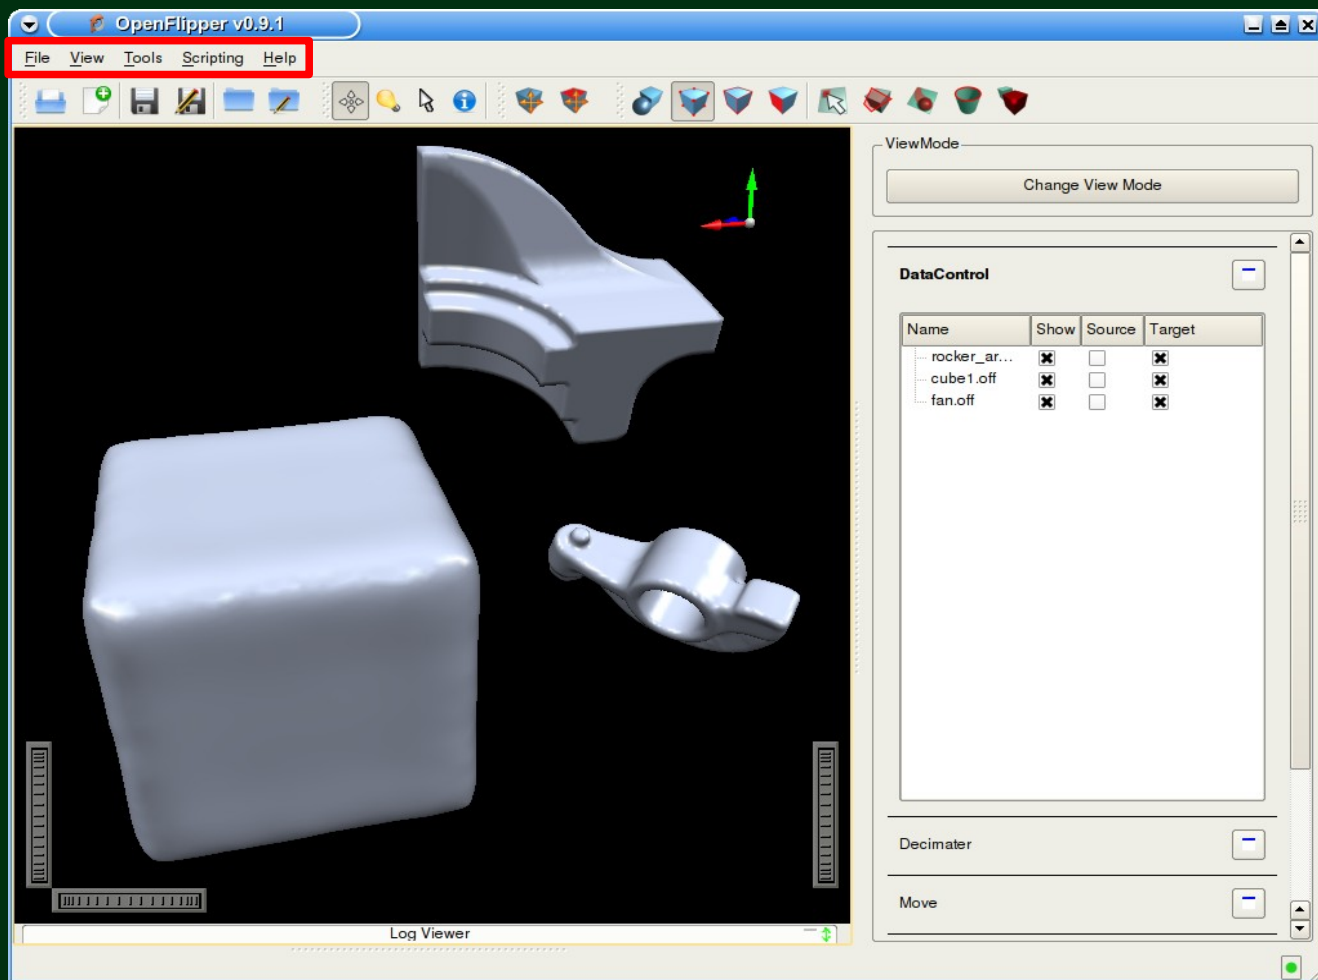 OpenFlipper v0.9.1
File View Tools Scripting Help
ViewMode
Change View Mode
DataControl
Name Show Source Target
rocker_ar...
cube1.off
fan.off
Decimater
Move
Log Viewer